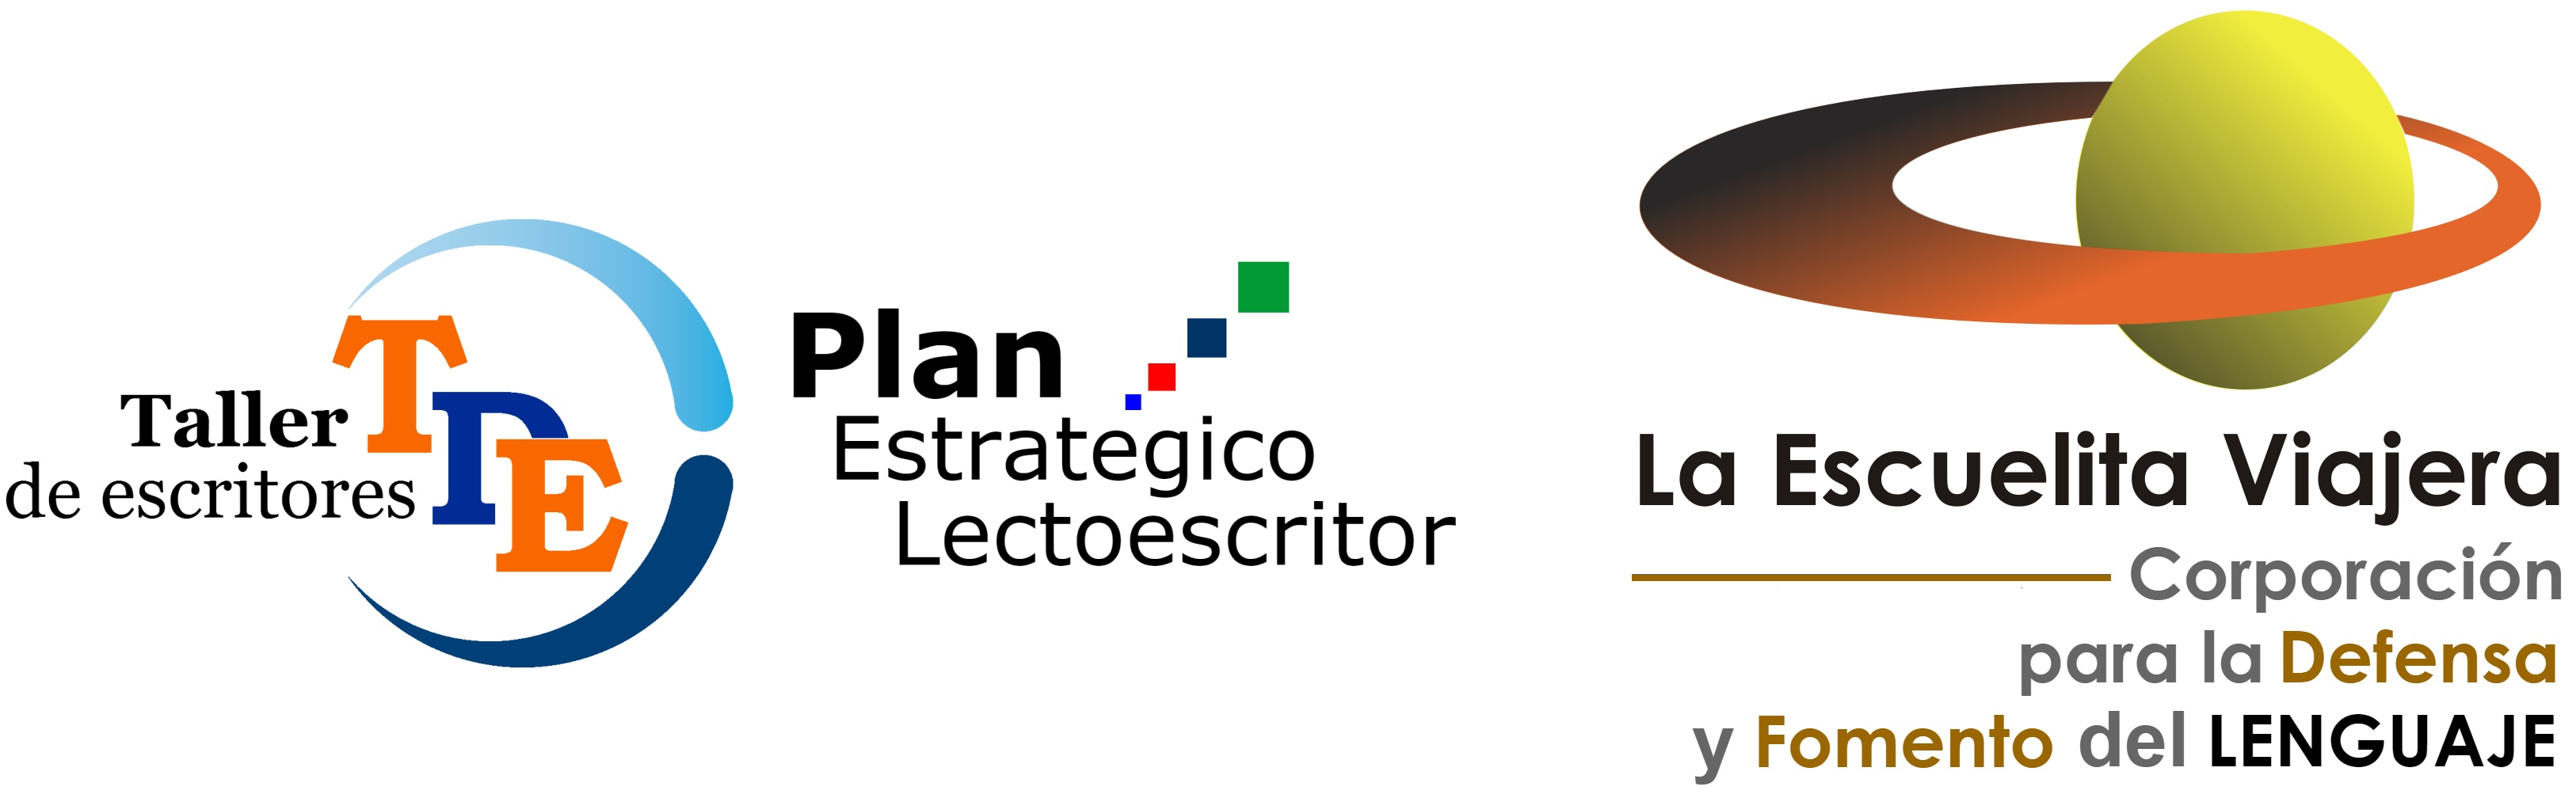 Taller
de escritores
TDE
Plan
Estrategico
Lectoescritor
La Escuelita Viajera
Corporación
para la Defensa
y Fomento del LENGUAJE